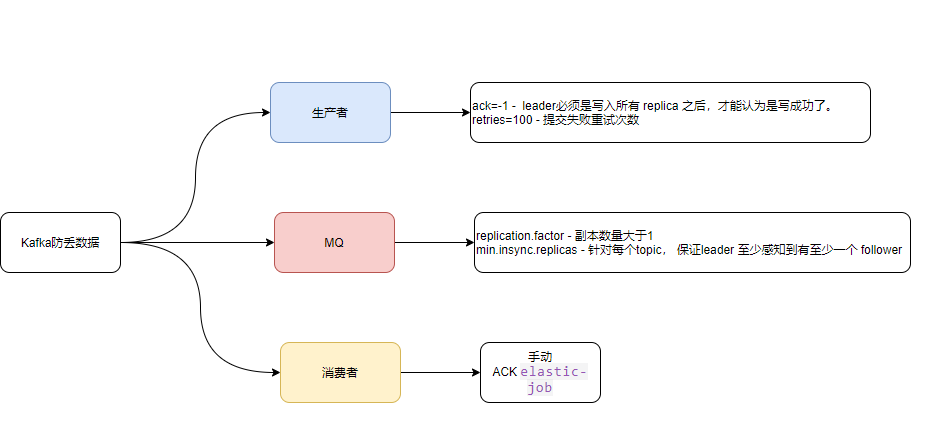 Kafka防丢数据
生产者
ack=-1 - leader必须是写入所有 replica 之后，才能认为是写成功了。
retries=100 - 提交失败重试次数
MQ
replication.factor - 副本数量大于1
min.insync.replicas - 针对每个topic， 保证leader 至少感知到有至少一个 follower
消费者
手动
ACK elastic-
job